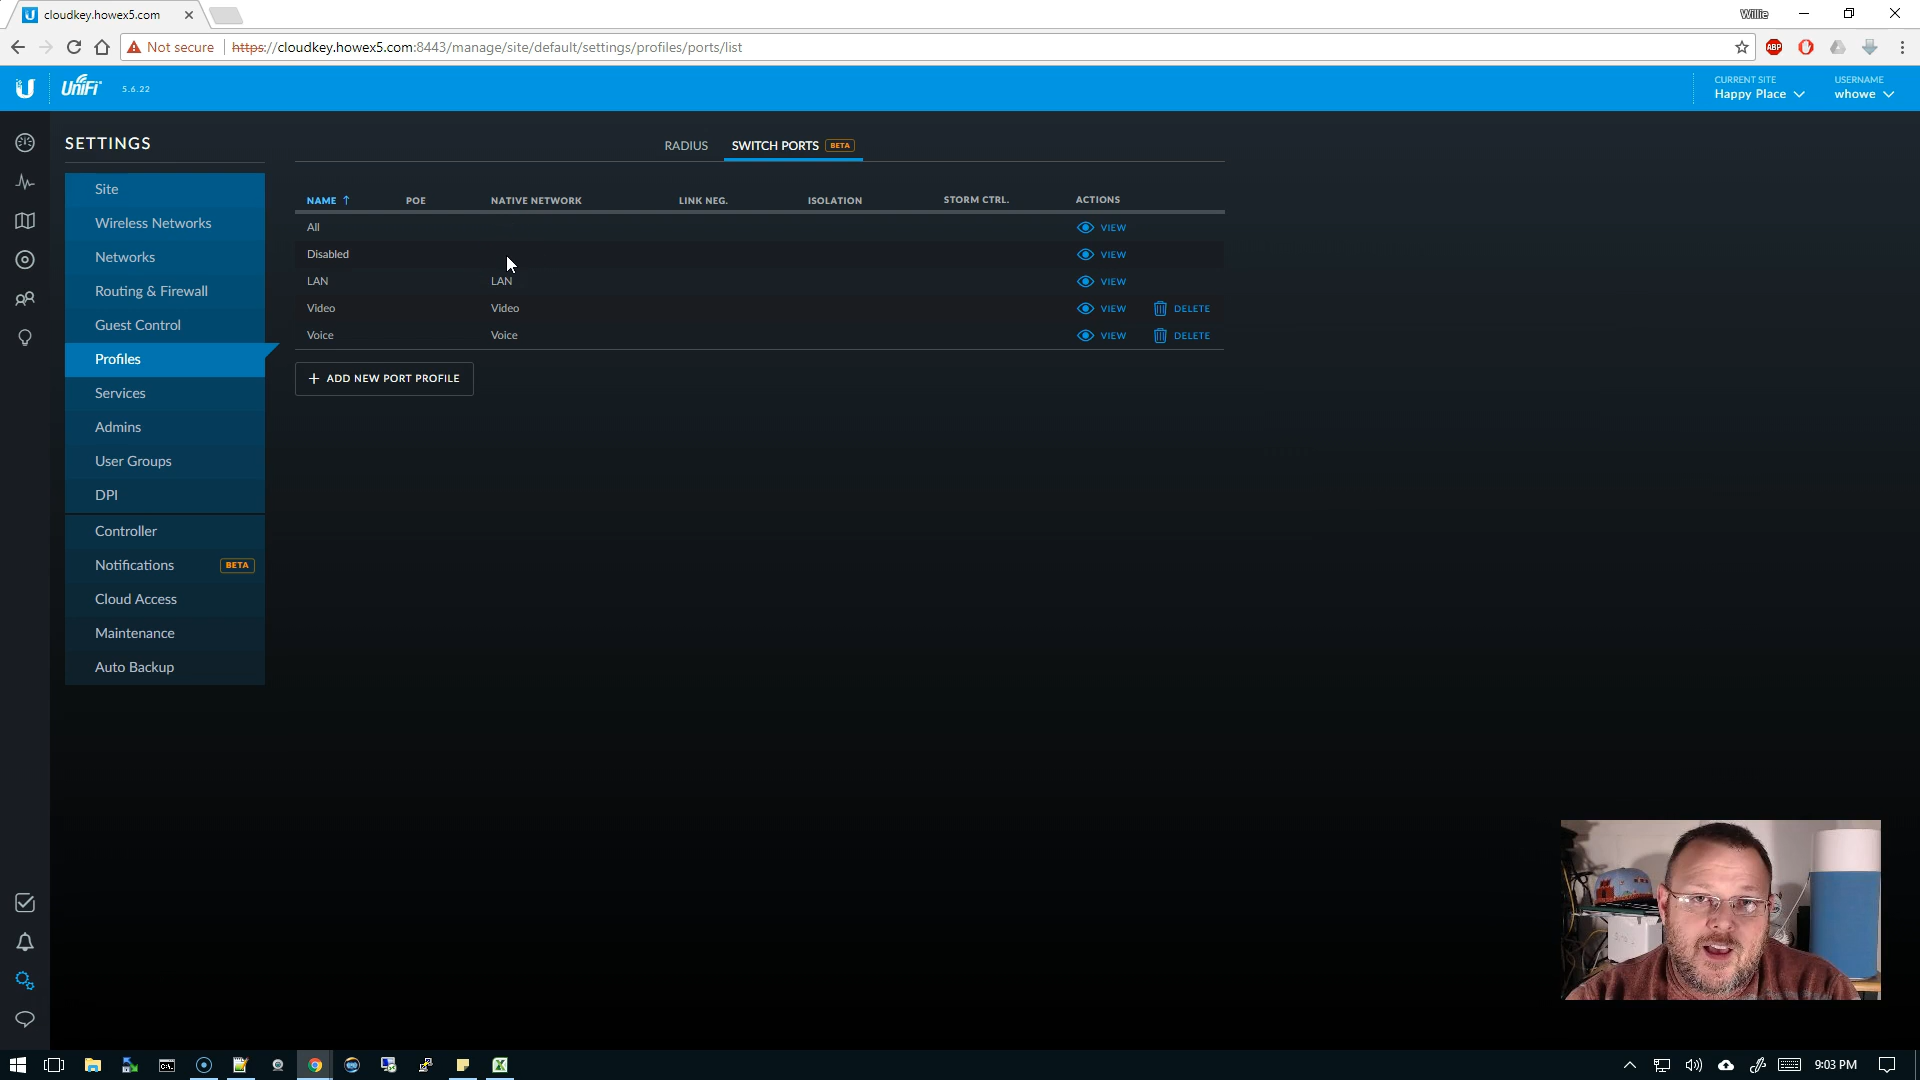 cloudkey.howex5.com
Willie
Not secure
https://cloudkey.howex5.com:8443/manage/site/default/settings/profiles/ports/list
ABP
U UniFi 5.6.22
CURRENT SITE
Happy Place
USERNAME
whowe
SETTINGS
RADIUS
SWITCH PORTS BETA
Site
Wireless Networks
Networks
Routing & Firewall
Guest Control
Profiles
Services
Admins
User Groups
DPI
Controller
Notifications BETA
Cloud Access
Maintenance
Auto Backup
NAME POE NATIVE NETWORK LINK NEG. ISOLATION STORM CTRL. ACTIONS
All VIEW
Disabled VIEW
LAN LAN VIEW
Video Video VIEW DELETE
Voice Voice VIEW DELETE
+ ADD NEW PORT PROFILE
9:03 PM